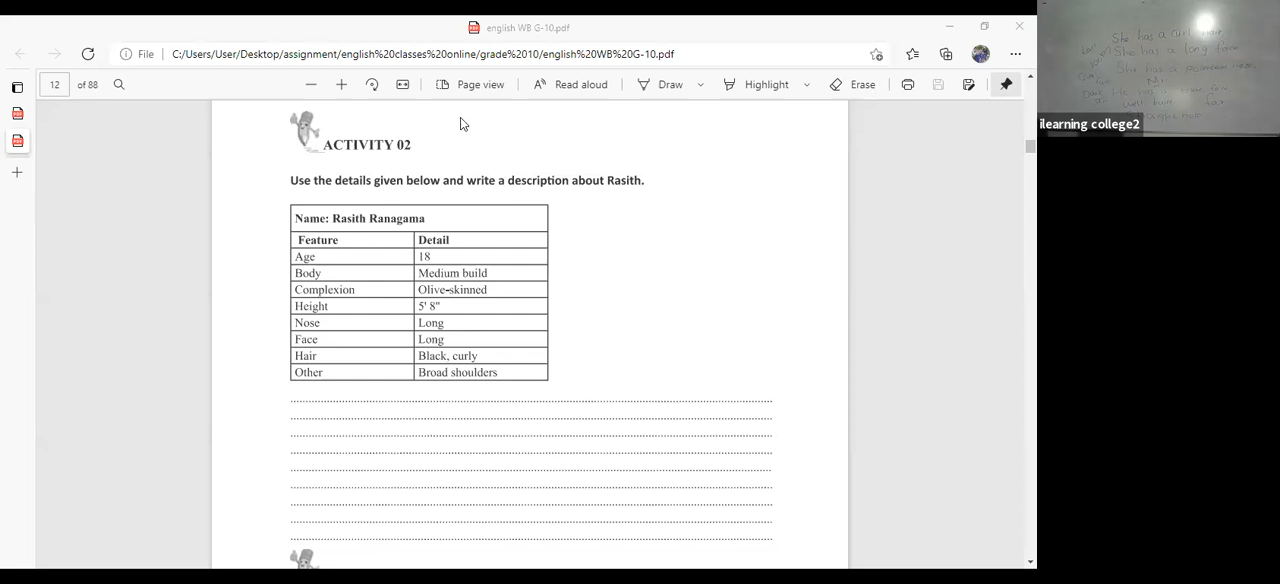 english WB G-10.pdf
File
C:/Users/User/Desktop/assignment/english%20classes%20online/grade%2010/english%20WB%20G-10.pdf
12 of 88
Page view
Read aloud
Draw
Highlight
Erase
ACTIVITY 02
Use the details given below and write a description about Rasith.
Name: Rasith Ranagama
Feature Detail
Age 18
Body Medium build
Complexion Olive-skinned
Height 5' 8"
Nose Long
Face Long
Hair Black, curly
Other Broad shoulders
She has a
She has a long face
She has a
ilearning college2